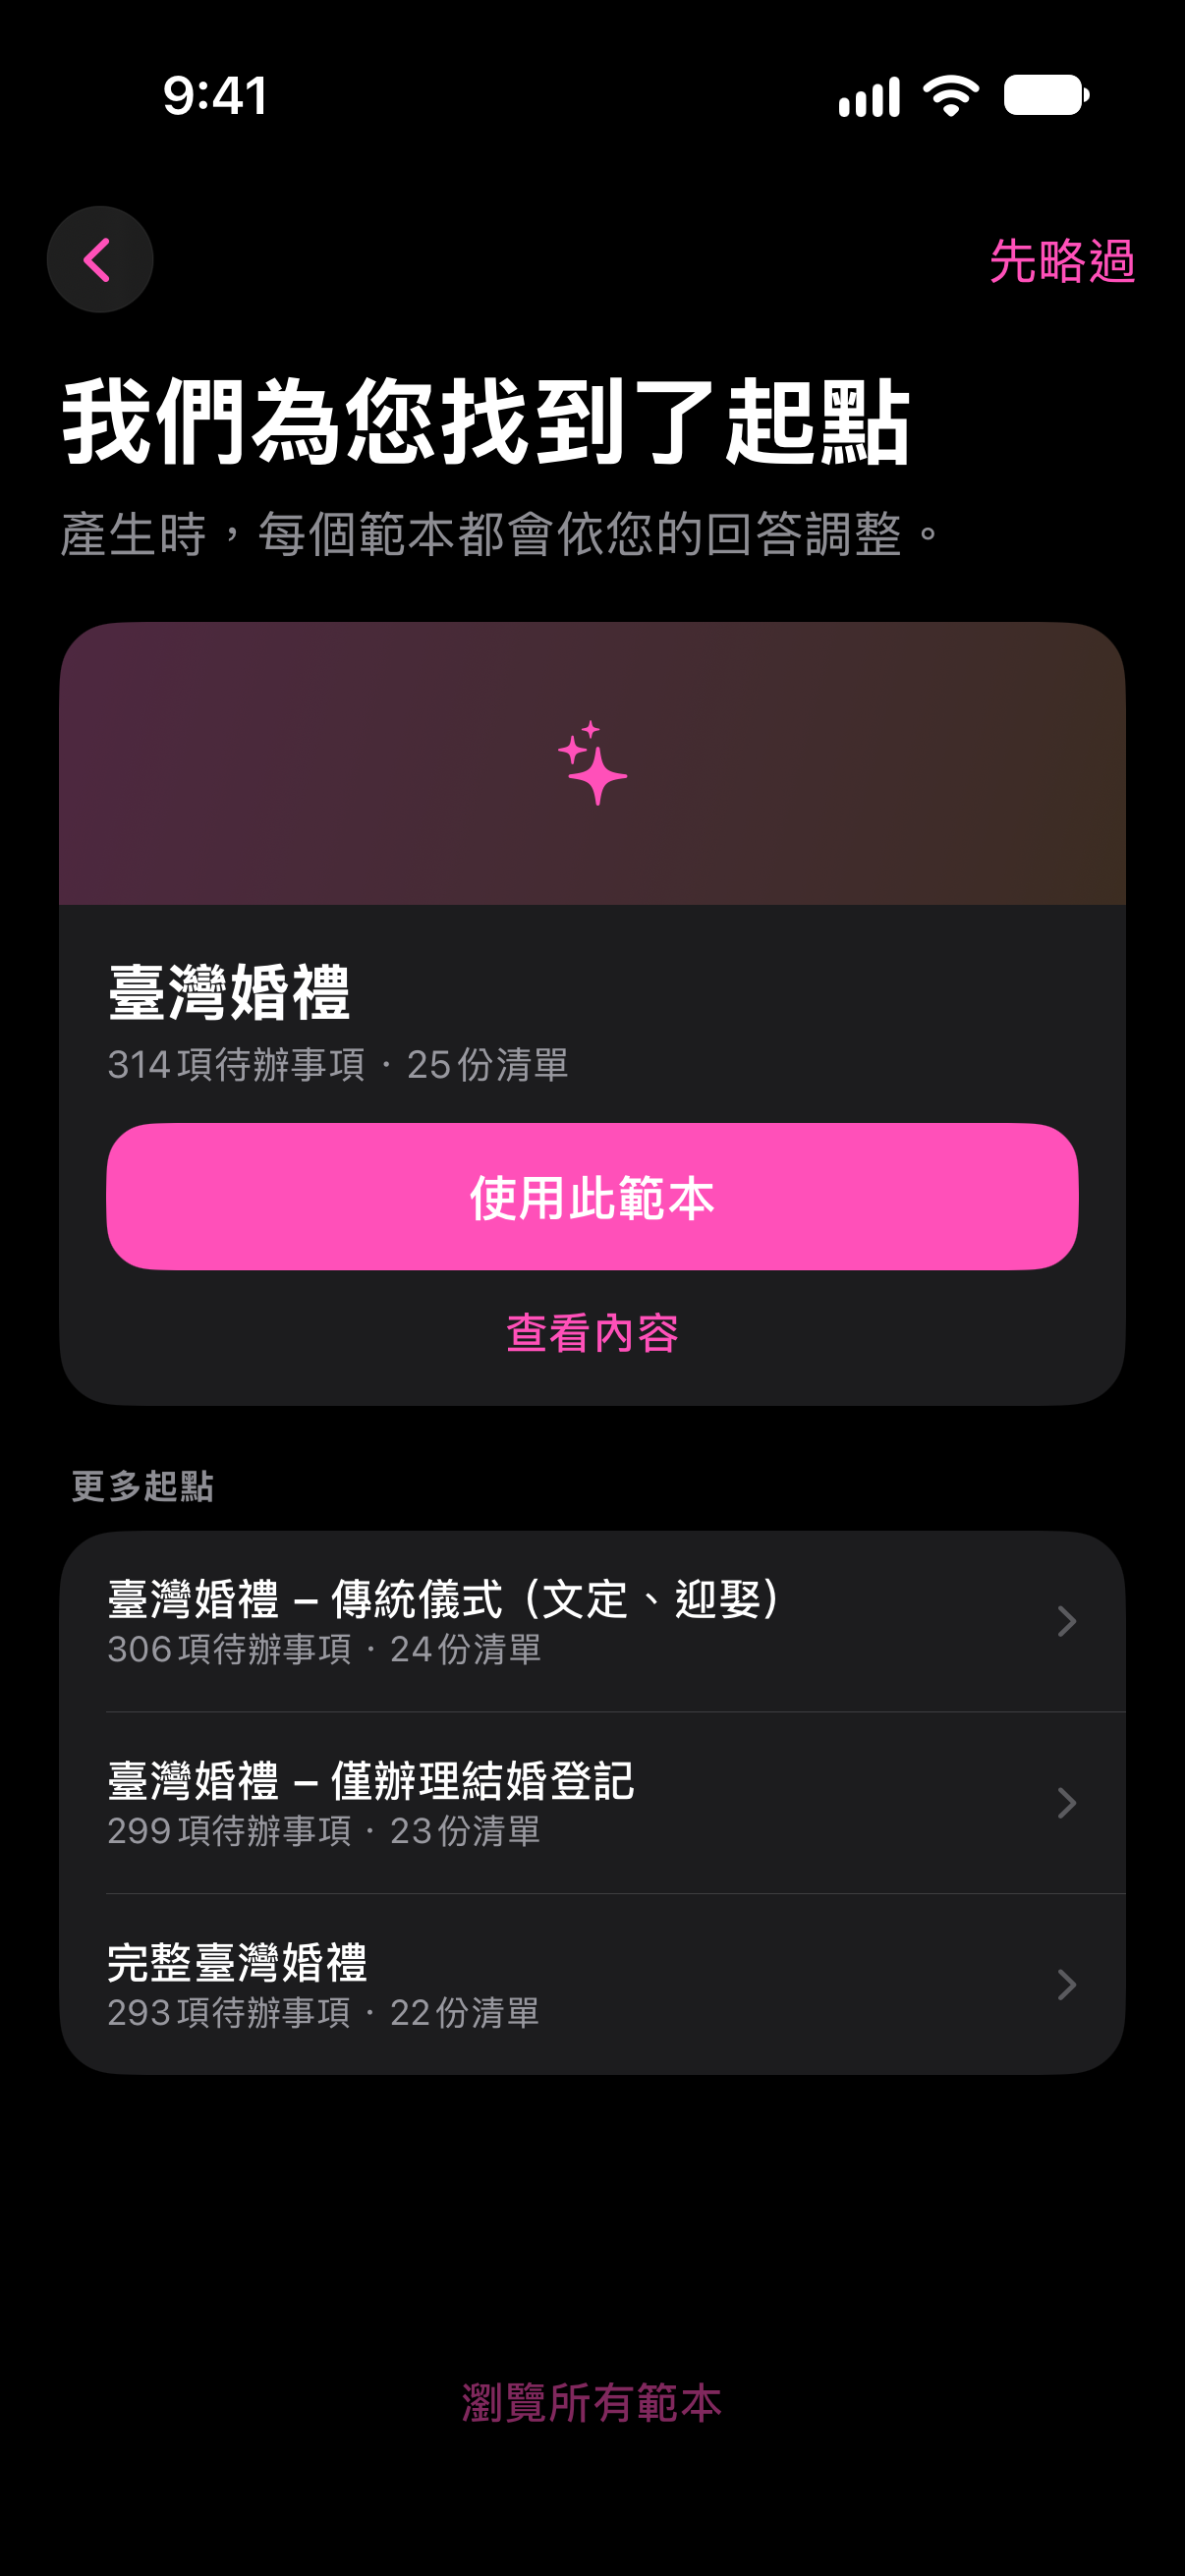 9:41
先略過
我們為您找到了起點
產生時，每個範本都會依您的回答調整。
臺灣婚禮
314 項待辦事項 · 25 份清單
使用此範本
查看內容
更多起點
臺灣婚禮 – 傳統儀式（文定、迎娶）
306 項待辦事項 · 24 份清單
臺灣婚禮 – 僅辦理結婚登記
299 項待辦事項 · 23 份清單
完整臺灣婚禮
293 項待辦事項 · 22 份清單
瀏覽所有範本